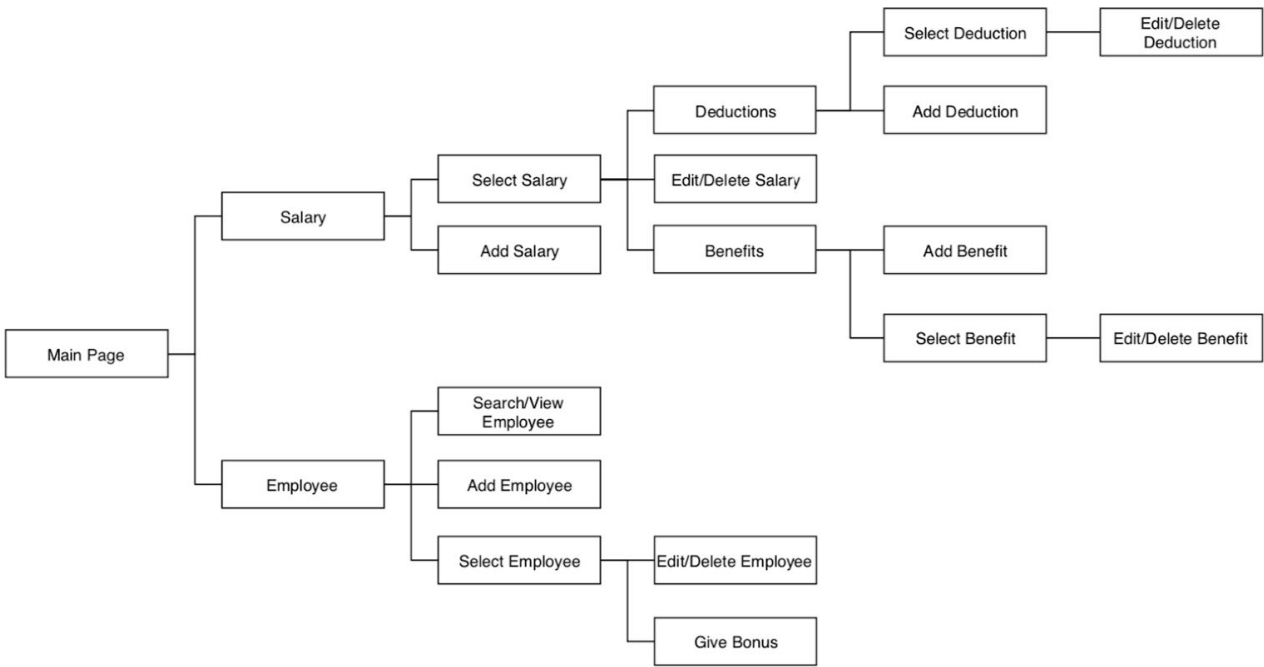 Select Deduction
Edit/Delete
Deduction
Deductions
Add Deduction
Select Salary
Edit/Delete Salary
Salary
Add Salary
Benefits
Add Benefit
Main Page
Select Benefit
Edit/Delete Benefit
Search/View
Employee
Employee
Add Employee
Select Employee
Edit/Delete Employee
Give Bonus